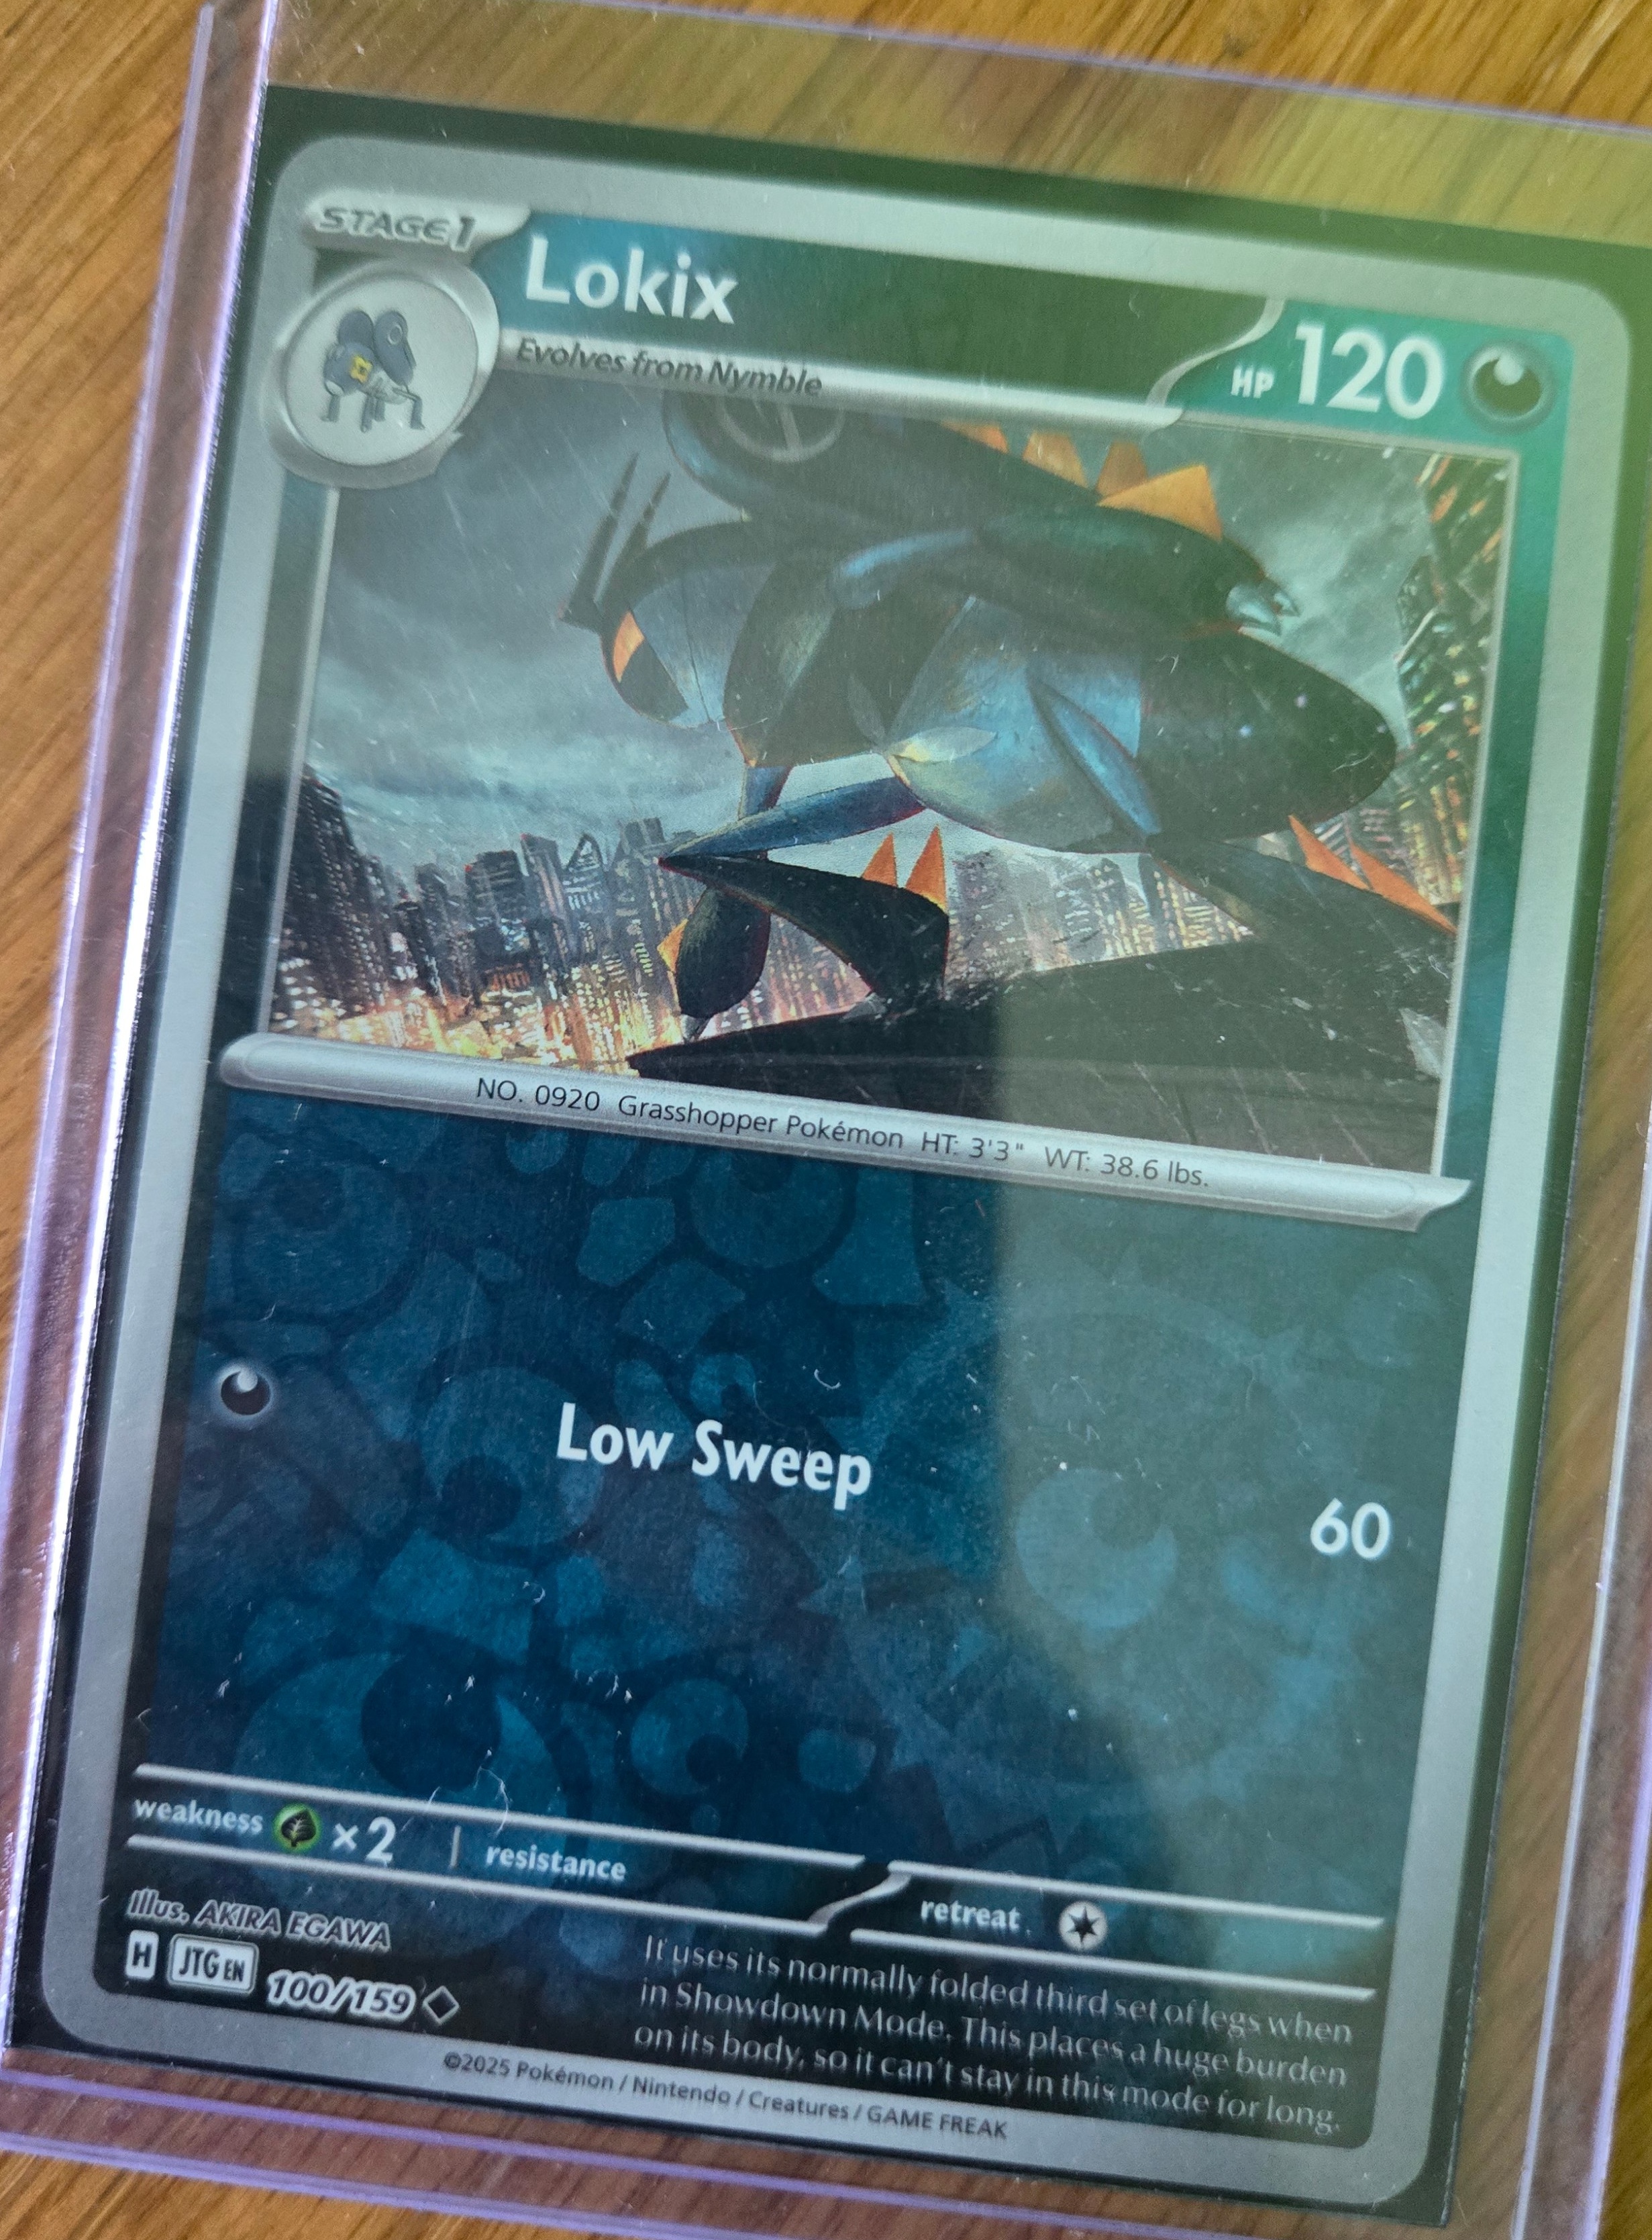 STAGE1
Lokix
HP 120
Evolves from Nymble
NO. 0920 Grasshopper Pokémon HT: 3'3" WT: 38.6 lbs.
Low Sweep
60
weakness ×2 resistance
retreat
Illus. AKIRA EGAWA
H JTG EN 100/159
It uses its normally folded third set of legs when
in Showdown Mode. This places a huge burden
on its body, so it can't stay in this mode for long.
©2025 Pokémon / Nintendo / Creatures / GAME FREAK